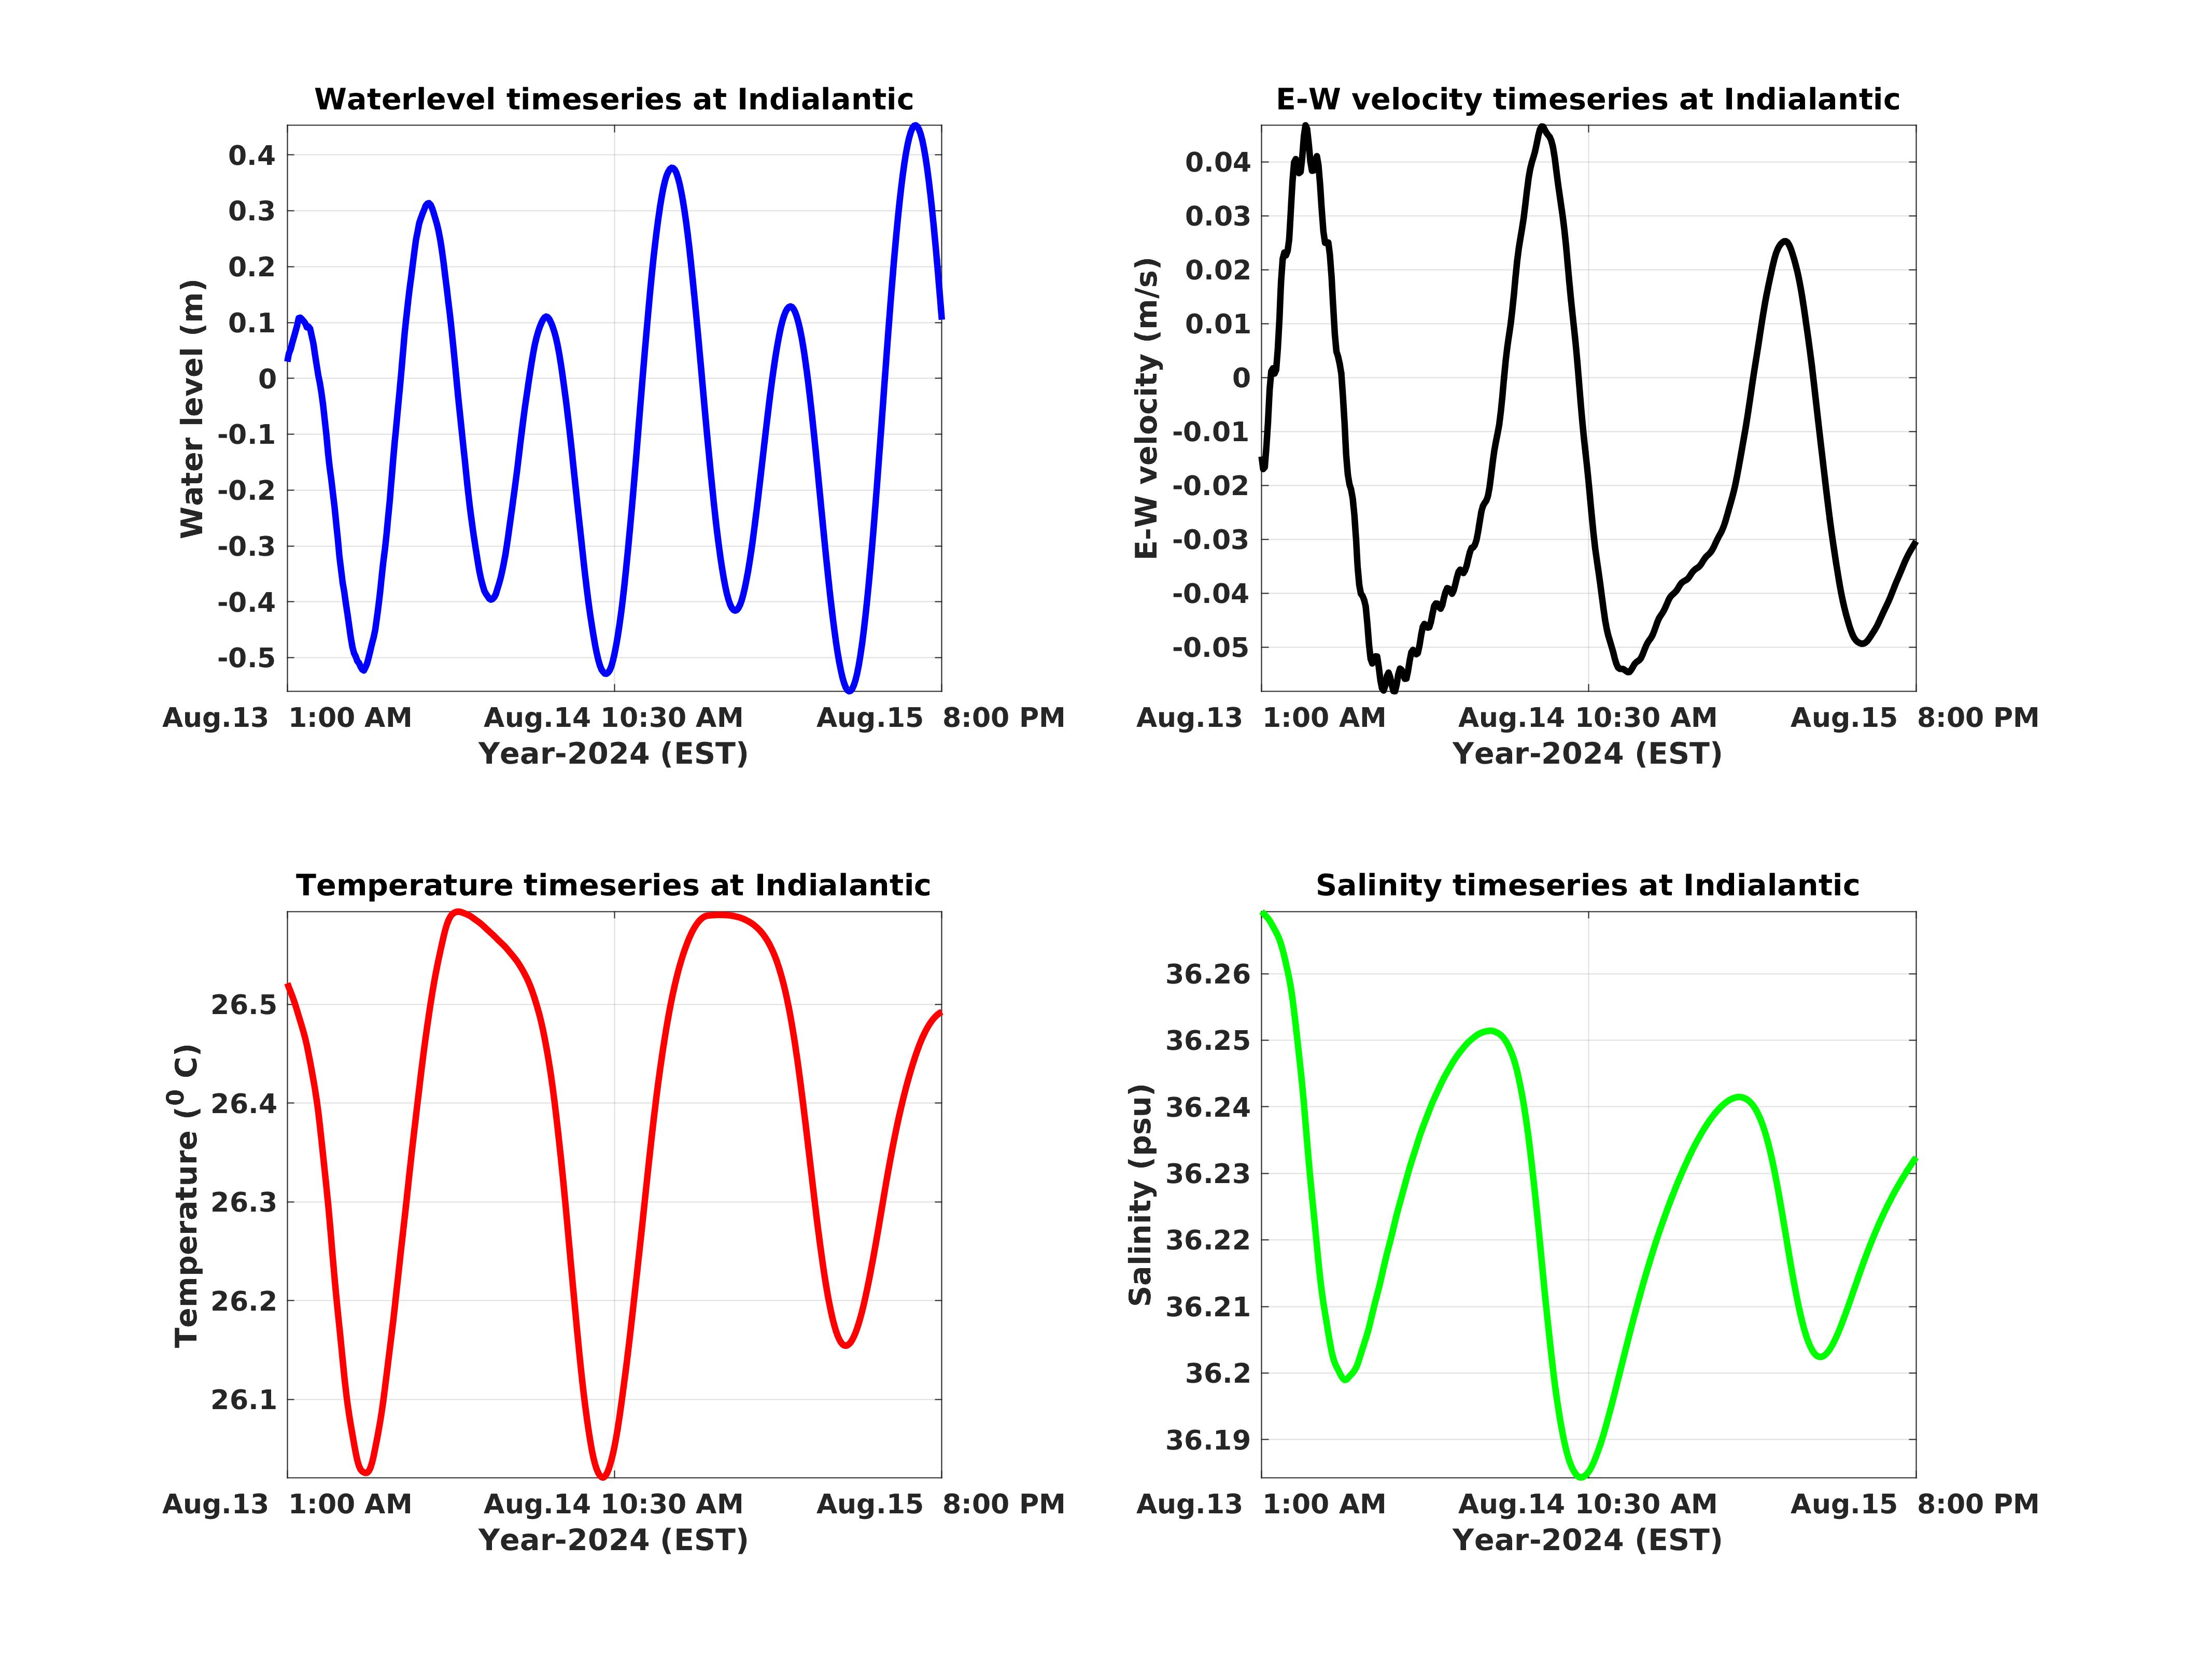 Waterlevel timeseries at Indialantic
0.4
0.3
0.2
0.1
0
-0.1
-0.2
-0.3
-0.4
-0.5
Water level (m)
Aug.13 1:00 AM
Aug.14 10:30 AM
Aug.15 8:00 PM
Year-2024 (EST)
E-W velocity timeseries at Indialantic
0.04
0.03
0.02
0.01
0
-0.01
-0.02
-0.03
-0.04
-0.05
E-W velocity (m/s)
Aug.13 1:00 AM
Aug.14 10:30 AM
Aug.15 8:00 PM
Year-2024 (EST)
Temperature timeseries at Indialantic
26.5
26.4
26.3
26.2
26.1
Temperature (⁰ C)
Aug.13 1:00 AM
Aug.14 10:30 AM
Aug.15 8:00 PM
Year-2024 (EST)
Salinity timeseries at Indialantic
36.26
36.25
36.24
36.23
36.22
36.21
36.2
36.19
Salinity (psu)
Aug.13 1:00 AM
Aug.14 10:30 AM
Aug.15 8:00 PM
Year-2024 (EST)